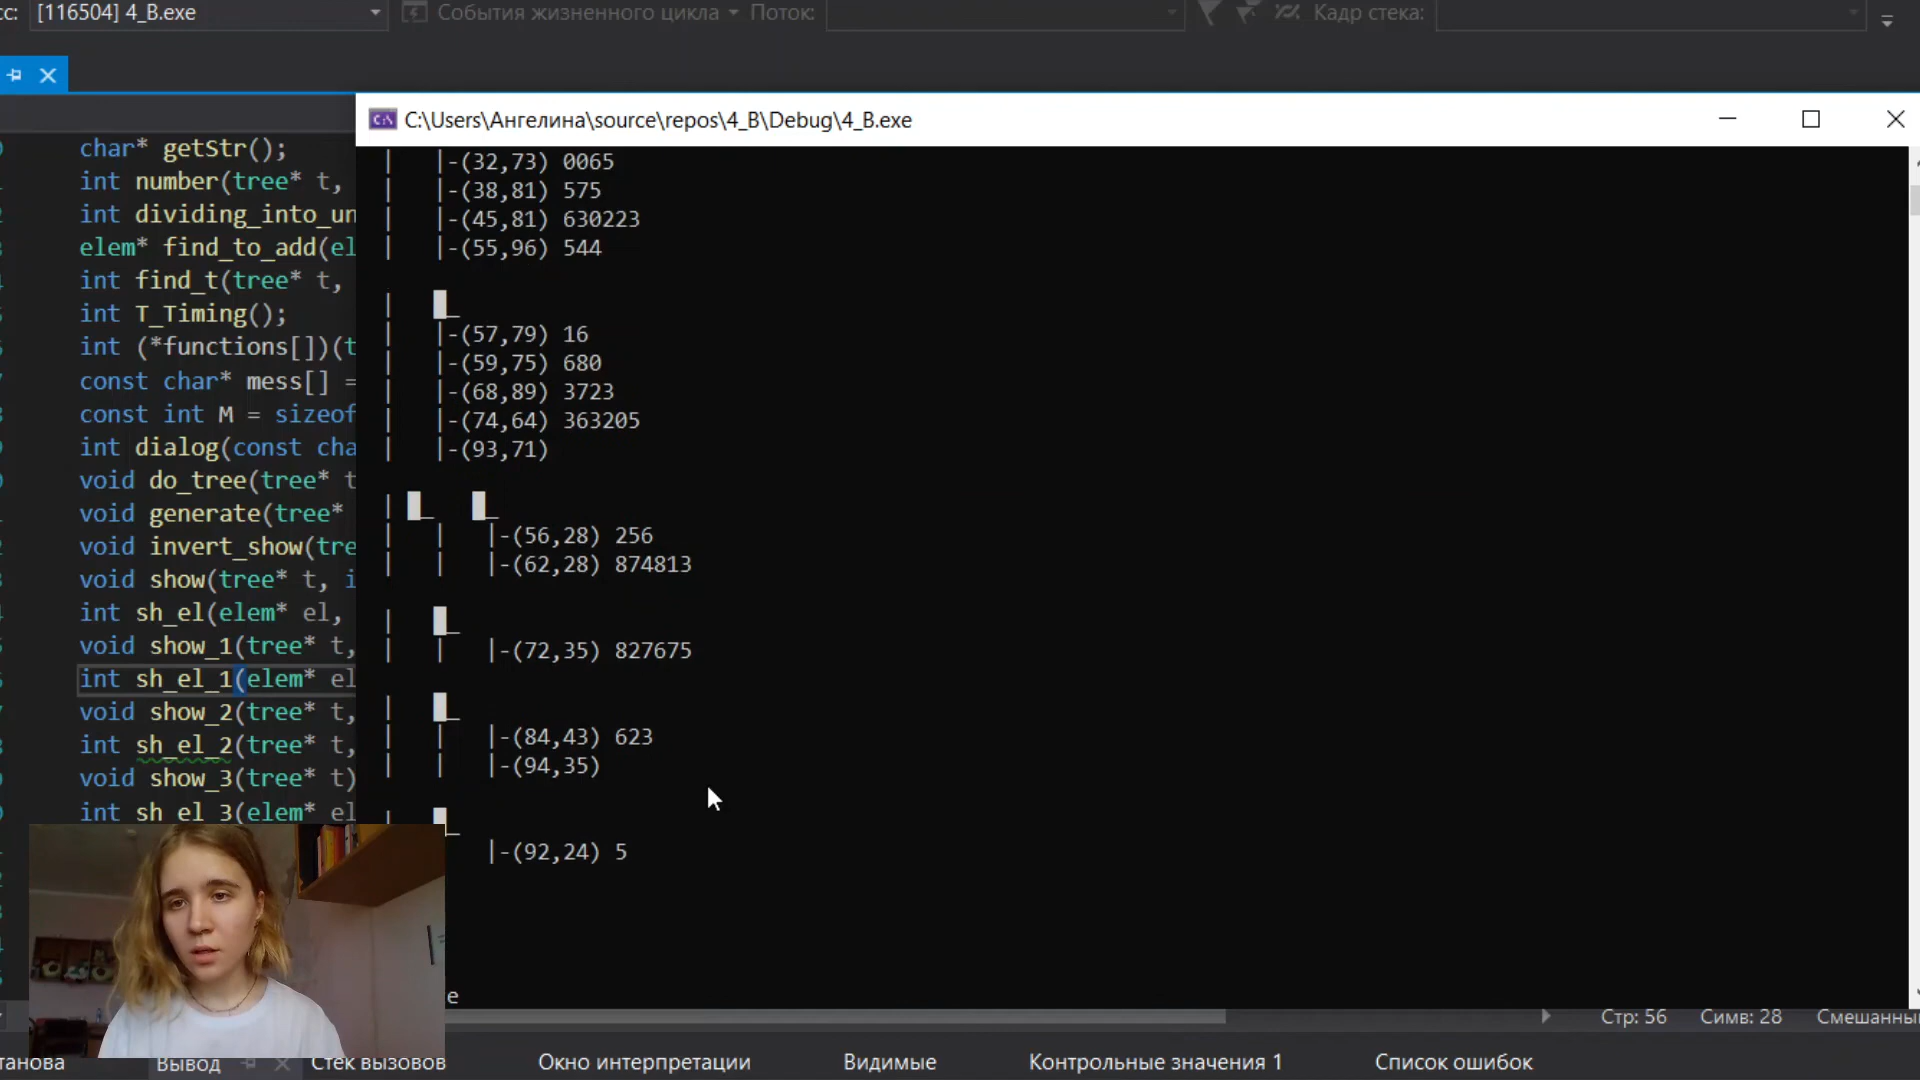 сс: [116504] 4_B.exe События жизненного цикла Поток: Кадр стека:
C:\Users\Ангелина\source\repos\4_B\Debug\4_B.exe
char* getStr();
int number(tree* t,
int dividing_into_un
elem* find_to_add(el
int find_t(tree* t,
int T_Timing();
int (*functions[])(t
const char* mess[] =
const int M = sizeof
int dialog(const cha
void do_tree(tree* t
void generate(tree*
void invert_show(tre
void show(tree* t, i
int sh_el(elem* el,
void show_1(tree* t,
int sh_el_1(elem* el
void show_2(tree* t,
int sh_el_2(tree* t,
void show_3(tree* t)
int sh_el_3(elem* el
| |-(32,73) 0065
| |-(38,81) 575
| |-(45,81) 630223
| |-(55,96) 544
| █_
| |-(57,79) 16
| |-(59,75) 680
| |-(68,89) 3723
| |-(74,64) 363205
| |-(93,71)
| █_ █_
| | |-(56,28) 256
| | |-(62,28) 874813
| █_
| | |-(72,35) 827675
| █_
| | |-(84,43) 623
| | |-(94,35)
| █_
|-(92,24) 5
e
Стр: 56 Симв: 28 Смешанны
танова Вывод Стек вызовов Окно интерпретации Видимые Контрольные значения 1 Список ошибок